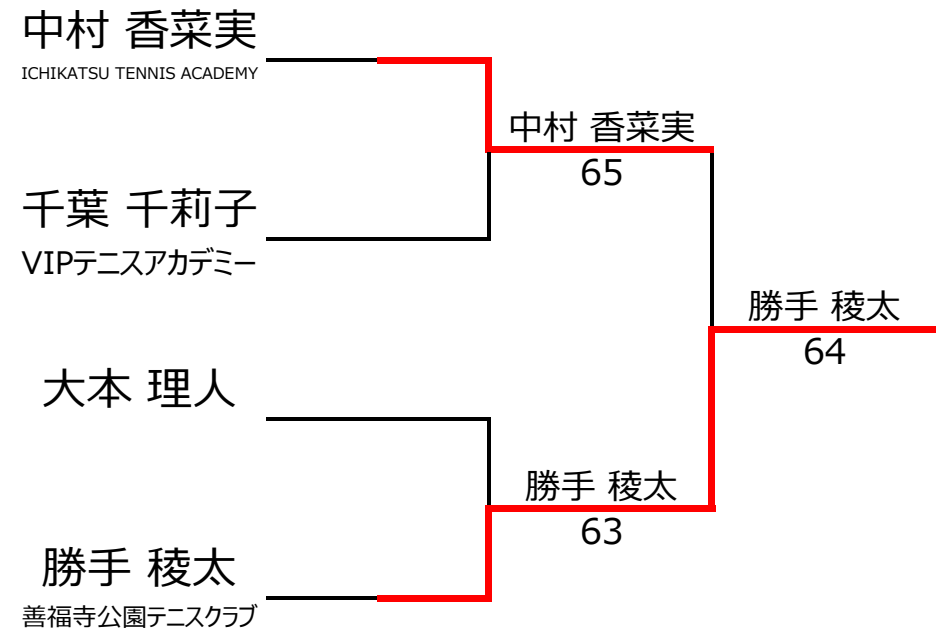 中村 香菜実
ICHIKATSU TENNIS ACADEMY
中村 香菜実
65
千葉 千莉子
VIPテニスアカデミー
勝手 稜太
64
大本 理人
勝手 稜太
63
勝手 稜太
善福寺公園テニスクラブ